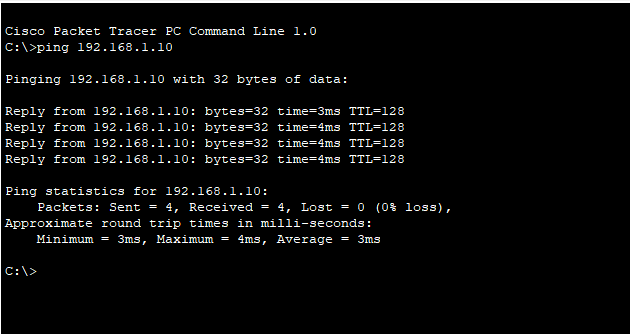 Cisco Packet Tracer PC Command Line 1.0
C:\>ping 192.168.1.10
Pinging 192.168.1.10 with 32 bytes of data:
Reply from 192.168.1.10: bytes=32 time=3ms TTL=128
Reply from 192.168.1.10: bytes=32 time=4ms TTL=128
Reply from 192.168.1.10: bytes=32 time=4ms TTL=128
Reply from 192.168.1.10: bytes=32 time=4ms TTL=128
Ping statistics for 192.168.1.10:
    Packets: Sent = 4, Received = 4, Lost = 0 (0% loss),
Approximate round trip times in milli-seconds:
    Minimum = 3ms, Maximum = 4ms, Average = 3ms
C:\>